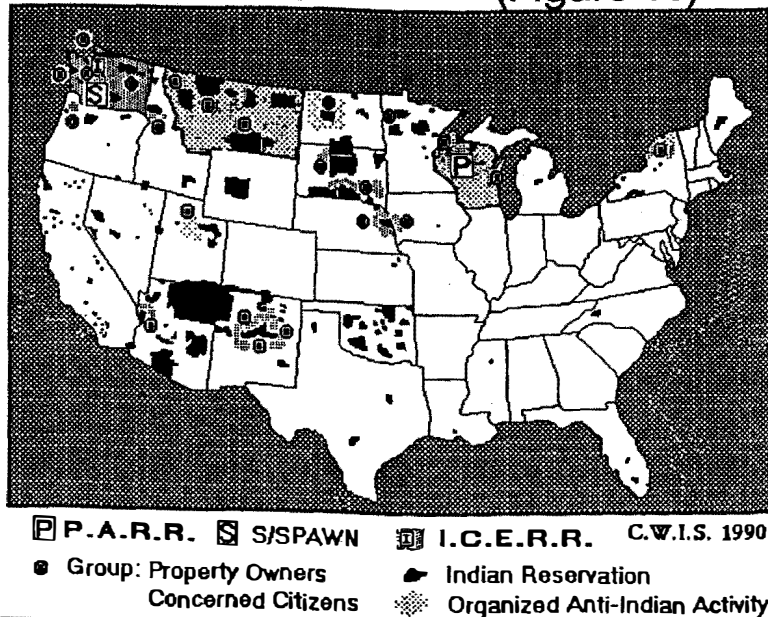 P P.A.R.R. S S/SPAWN I I.C.E.R.R. C.W.I.S. 1990
Group: Property Owners Indian Reservation
Concerned Citizens Organized Anti-Indian Activity
I
S
P